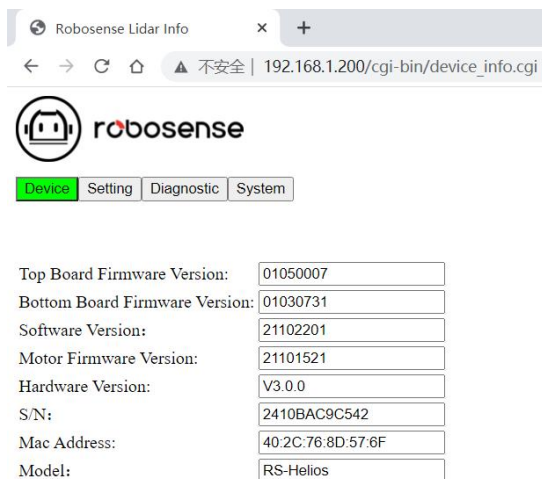 Robosense Lidar Info
不安全 | 192.168.1.200/cgi-bin/device_info.cgi
robosense
Device Setting Diagnostic System
Top Board Firmware Version: 01050007
Bottom Board Firmware Version: 01030731
Software Version： 21102201
Motor Firmware Version: 21101521
Hardware Version: V3.0.0
S/N： 2410BAC9C542
Mac Address: 40:2C:76:8D:57:6F
Model： RS-Helios